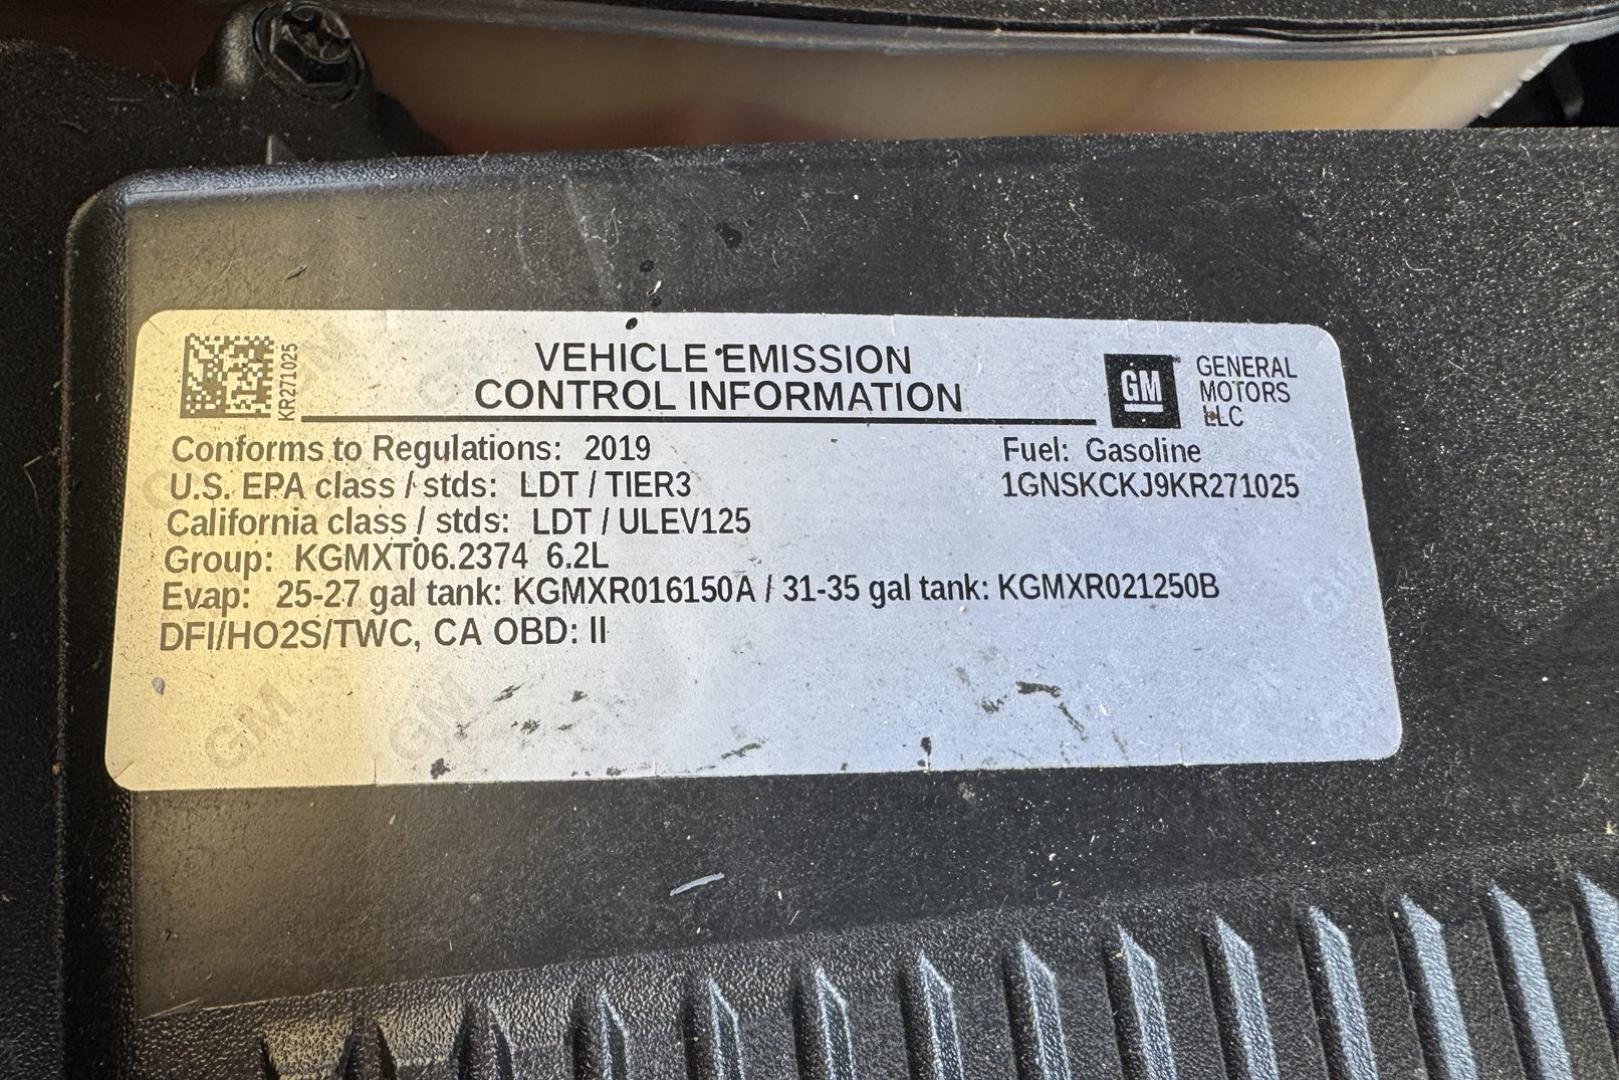 KR271025
VEHICLE EMISSION
CONTROL INFORMATION
GM
GENERAL
MOTORS
LLC
Conforms to Regulations: 2019
Fuel: Gasoline
U.S. EPA class / stds: LDT / TIER3
1GNSKCKJ9KR271025
California class / stds: LDT / ULEV125
Group: KGMXT06.2374 6.2L
Evap: 25-27 gal tank: KGMXR016150A / 31-35 gal tank: KGMXR021250B
DFI/HO2S/TWC, CA OBD: II
GM
GM